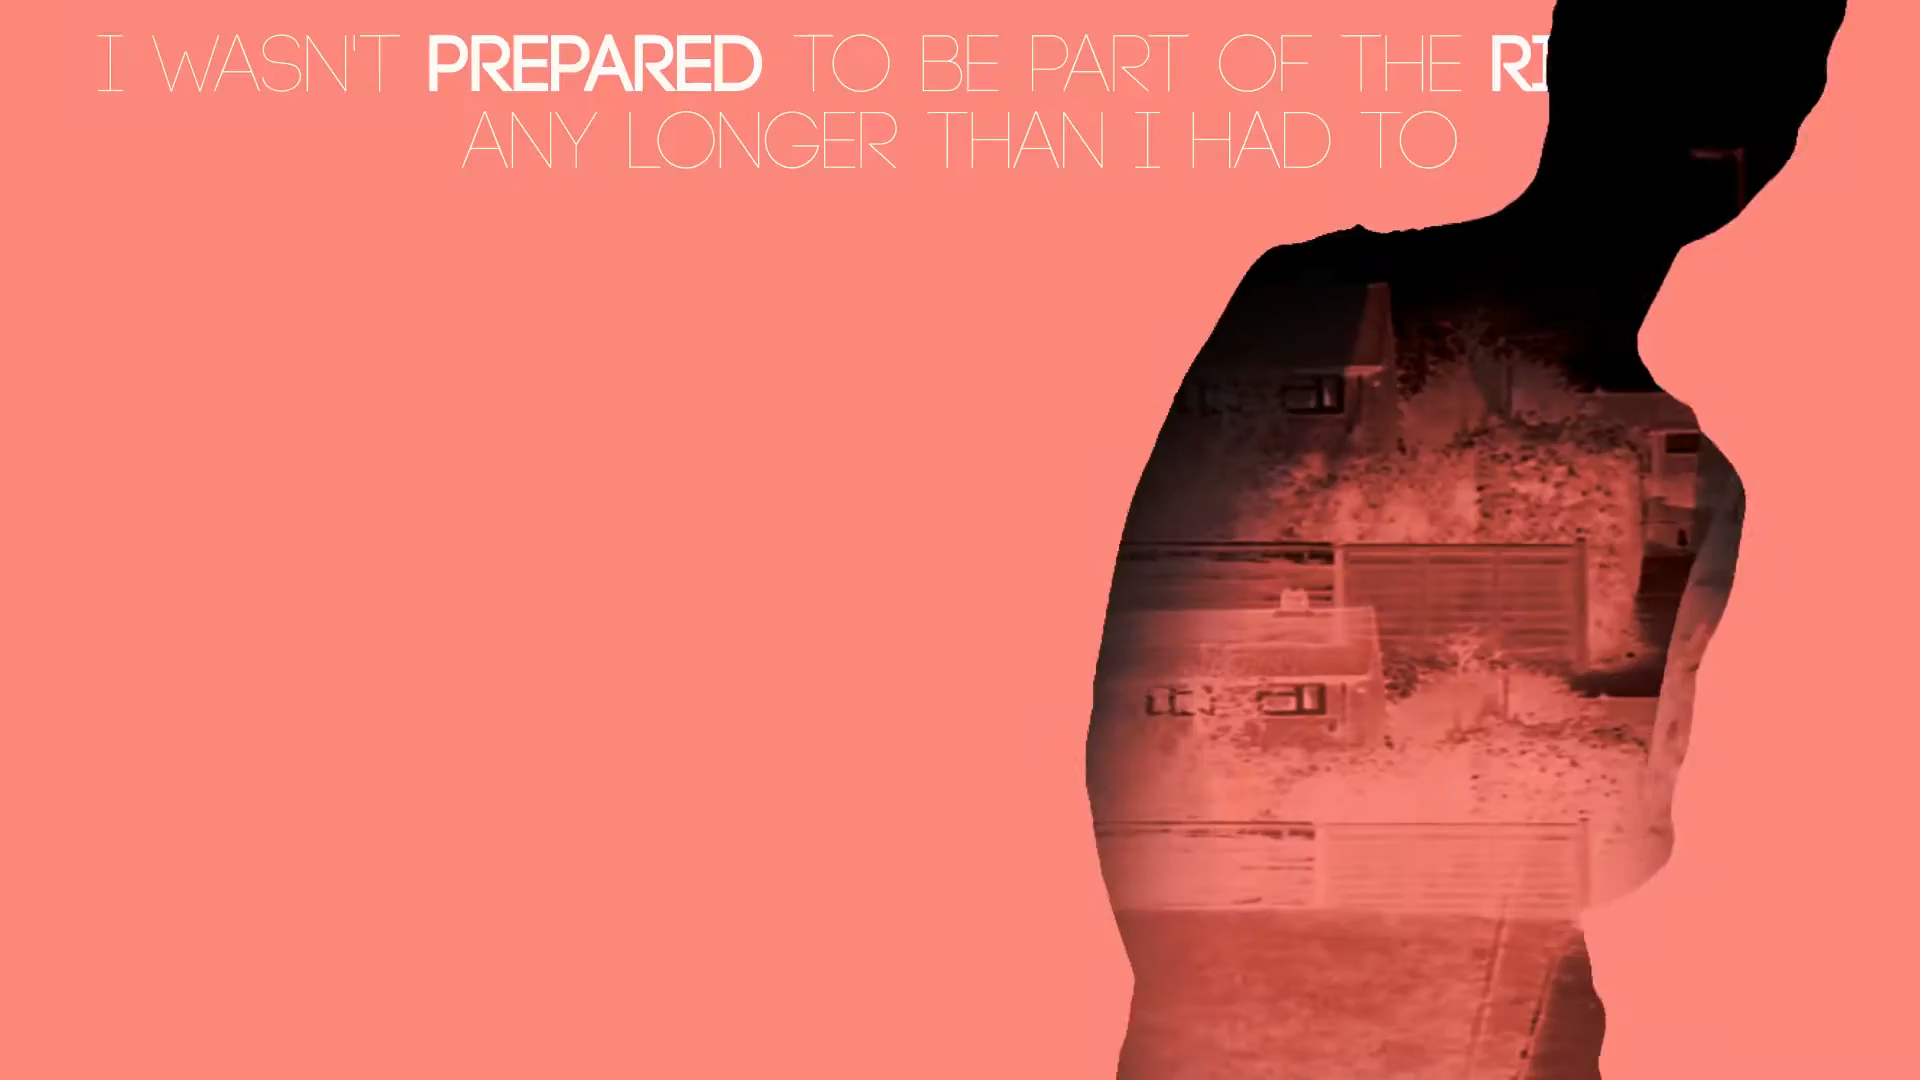 I WASN'T PREPARED TO BE PART OF THE
ANY LONGER THAN I HAD TO